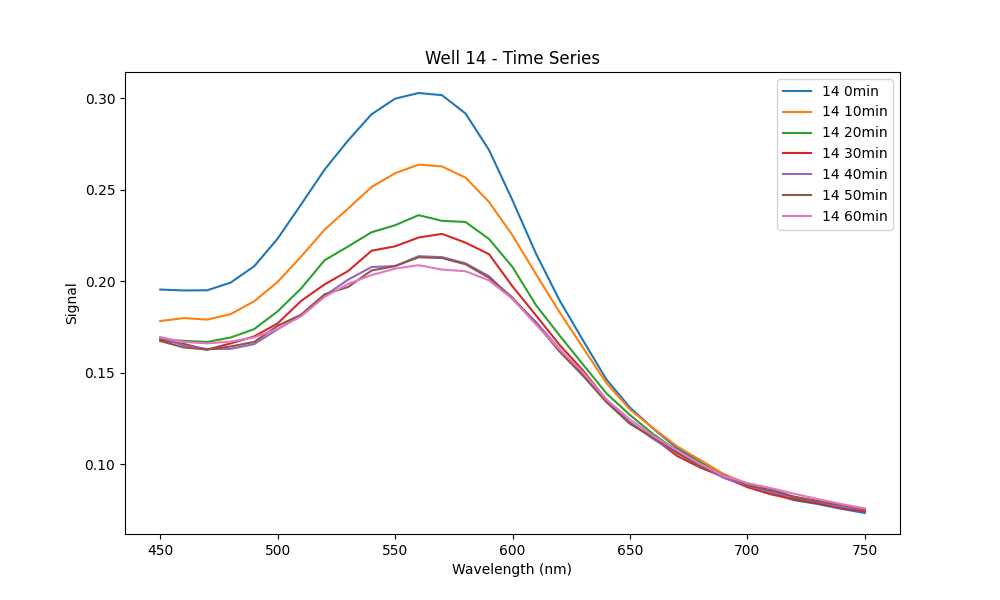 Well 14 - Time Series
Signal
0.30
0.25
0.20
0.15
0.10
14 0min
14 10min
14 20min
14 30min
14 40min
14 50min
14 60min
450 500 550 600 650 700 750
Wavelength (nm)